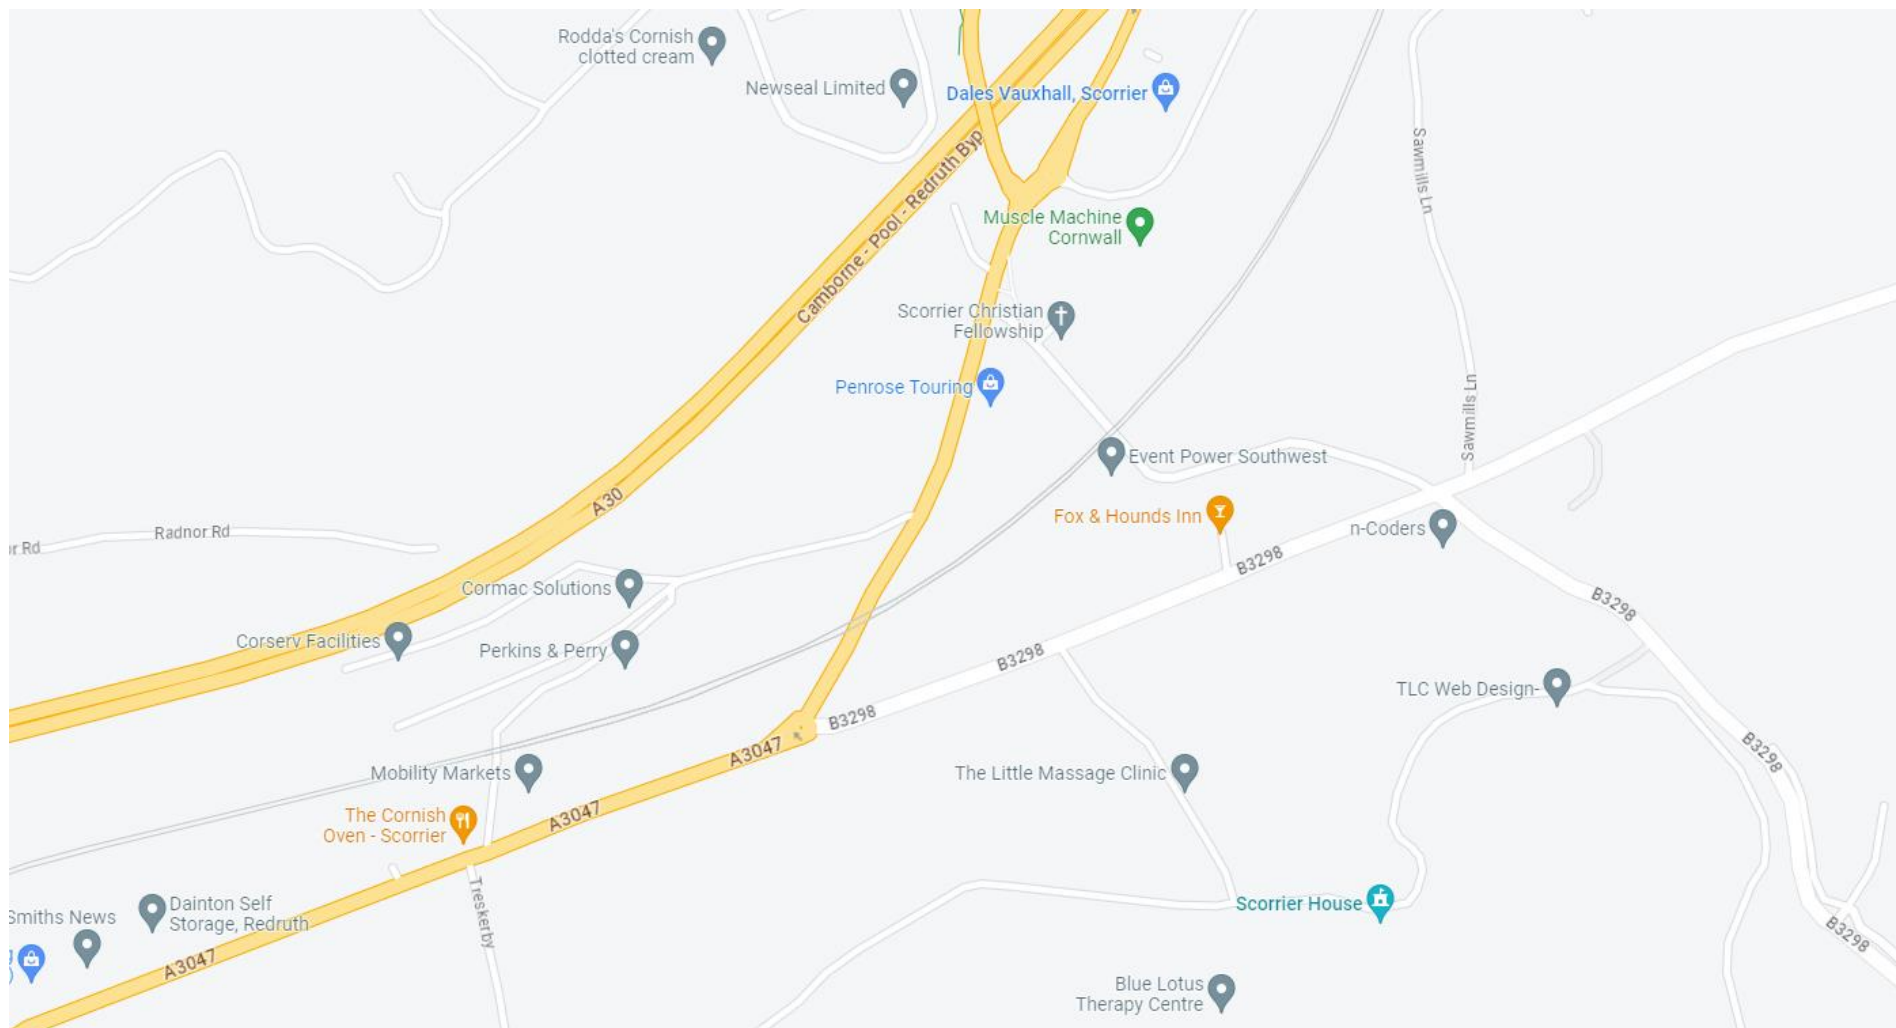 Rodda's Cornish
clotted cream
Newseal Limited
Dales Vauxhall, Scorrier
Camborne - Pool - Redruth Byp
Sawmills Ln
Muscle Machine
Cornwall
Scorrier Christian
Fellowship
Penrose Touring
Sawmills Ln
Event Power Southwest
A30
Fox & Hounds Inn
n-Coders
Radnor Rd
Rd
B3298
Cormac Solutions
B3298
Corserv Facilities
Perkins & Perry
B3298
TLC Web Design-
B3298
A3047
B3298
Mobility Markets
The Little Massage Clinic
The Cornish
Oven - Scorrier
A3047
Dainton Self
Storage, Redruth
Smiths News
Treskerby
Scorrier House
B3298
A3047
Blue Lotus
Therapy Centre